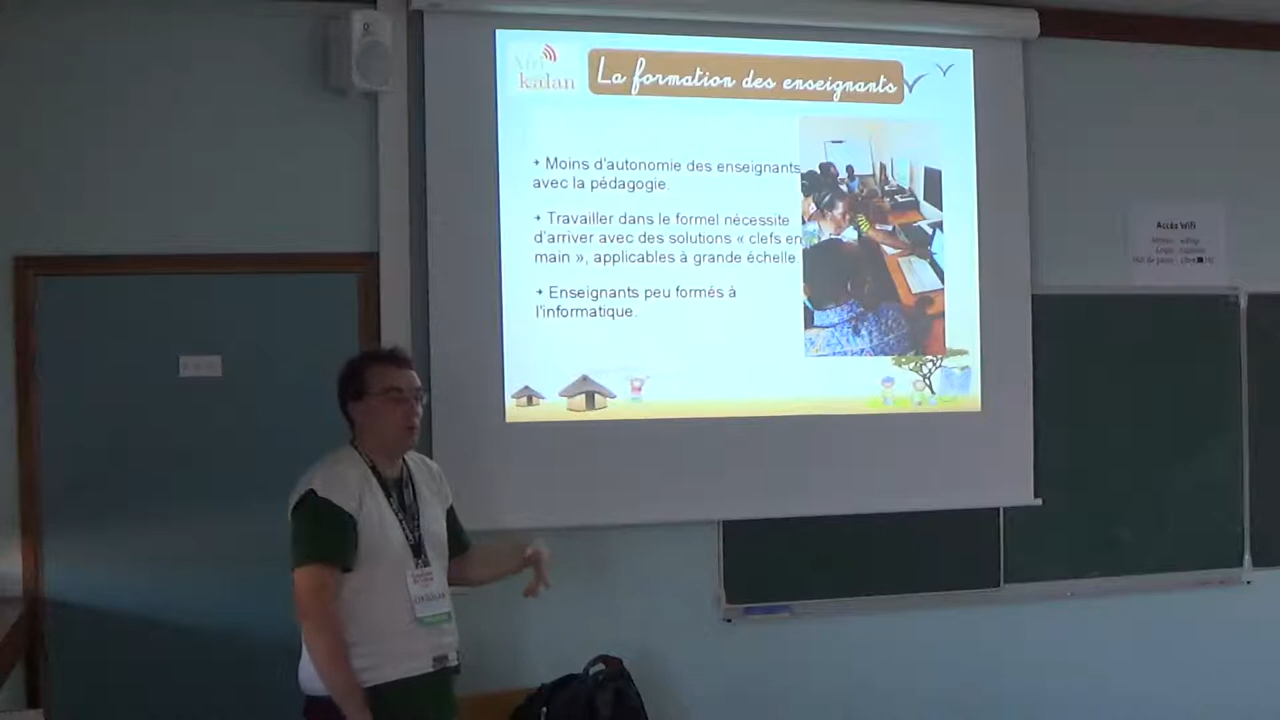 kalan
La formation des enseignants
+ Moins d'autonomie des enseignants
avec la pédagogie.
+ Travailler dans le formel nécessite
d'arriver avec des solutions « clefs en
main », applicables à grande échelle.
+ Enseignants peu formés à
l'informatique.
Accès Wifi